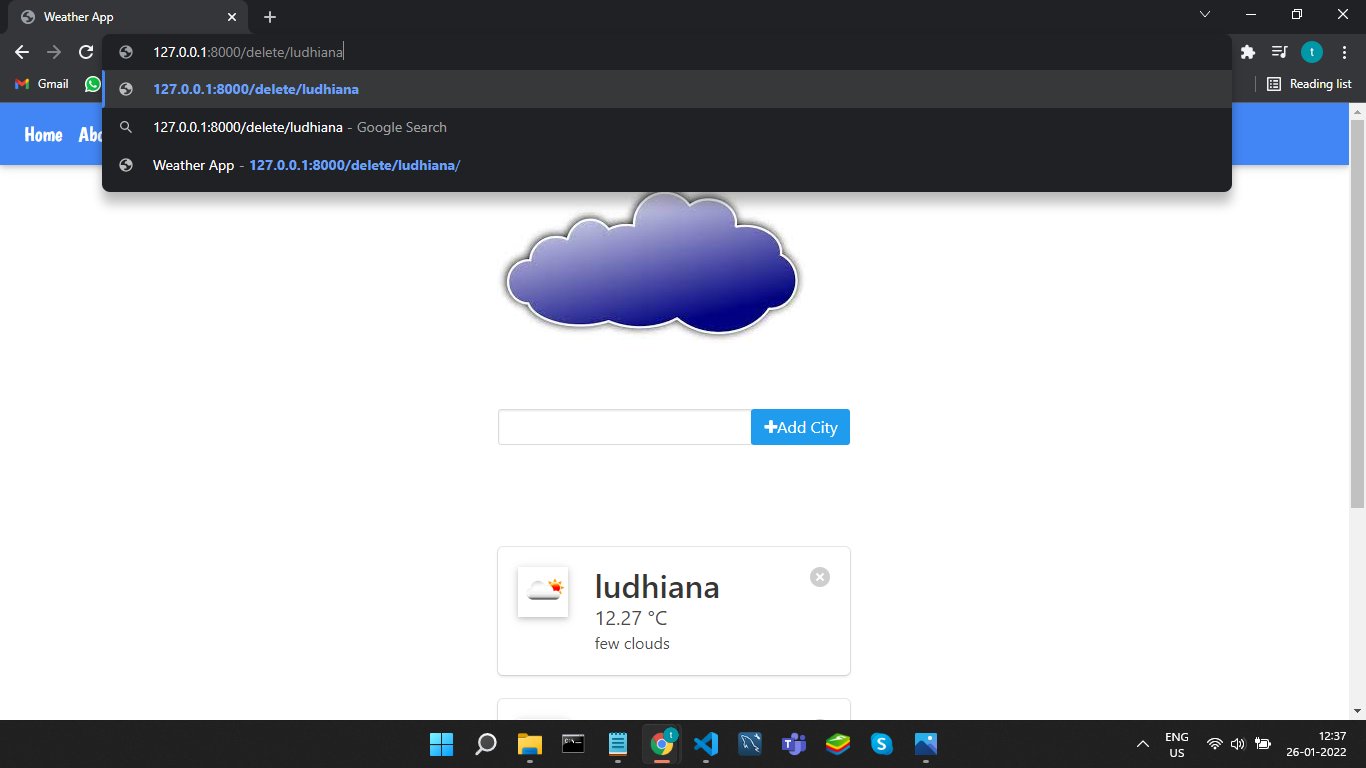 Weather App
127.0.0.1:8000/delete/ludhiana
Gmail
127.0.0.1:8000/delete/ludhiana
127.0.0.1:8000/delete/ludhiana - Google Search
Weather App - 127.0.0.1:8000/delete/ludhiana/
t
Reading list
Home
Add City
ludhiana
12.27 °C
few clouds
t
ENG
US
12:37
26-01-2022